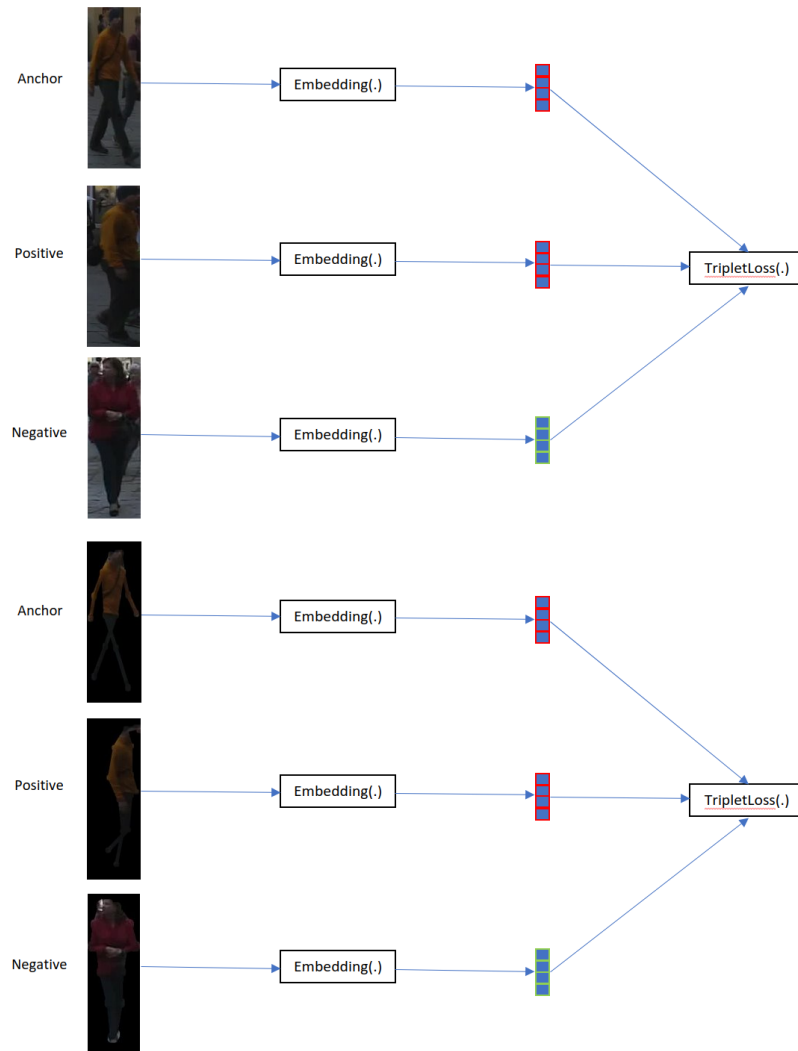 Anchor
Embedding(.)
Positive
Embedding(.)
TripletLoss(.)
Negative
Embedding(.)
Anchor
Embedding(.)
Positive
Embedding(.)
TripletLoss(.)
Negative
Embedding(.)